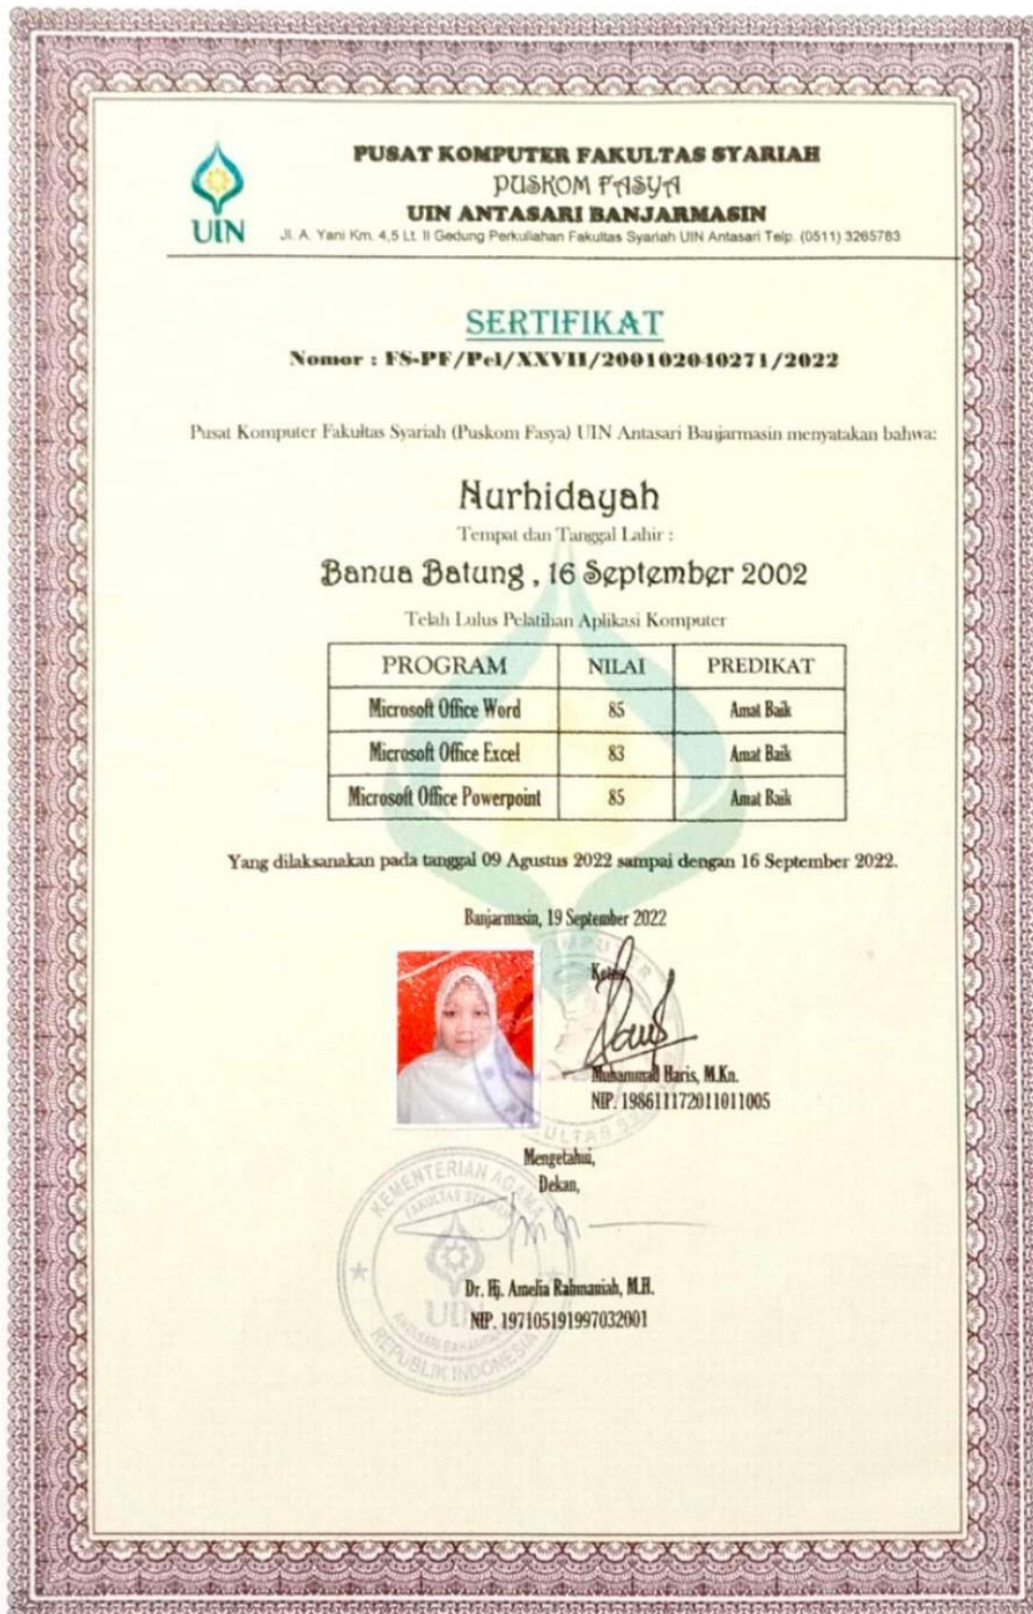 PUSAT KOMPUTER FAKULTAS SYARIAH
PUSKOM FASYA
UIN ANTASARI BANJARMASIN
UIN
Jl. A. Yani Km. 4,5 Lt. II Gedung Perkuliahan Fakultas Syariah UIN Antasari Telp. (0511) 3265783
SERTIFIKAT
Nomor : FS-PF/Pel/XXVII/200102040271/2022
Pusat Komputer Fakultas Syariah (Puskom Fasya) UIN Antasari Banjarmasin menyatakan bahwa:
Nurhidayah
Tempat dan Tanggal Lahir :
Banua Batung , 16 September 2002
Telah Lulus Pelatihan Aplikasi Komputer
PROGRAM NILAI PREDIKAT
Microsoft Office Word 85 Amat Baik
Microsoft Office Excel 83 Amat Baik
Microsoft Office Powerpoint 85 Amat Baik
Yang dilaksanakan pada tanggal 09 Agustus 2022 sampai dengan 16 September 2022.
Banjarmasin, 19 September 2022
Ketua
Muhammad Haris, M.Kn.
NIP. 198611172011011005
Mengetahui,
Dekan,
KEMENTERIAN AGAMA
FAKULTAS SYARIAH
UIN
REPUBLIK INDONESIA
Dr. Hj. Amelia Rahmaniah, M.H.
NIP. 197105191997032001